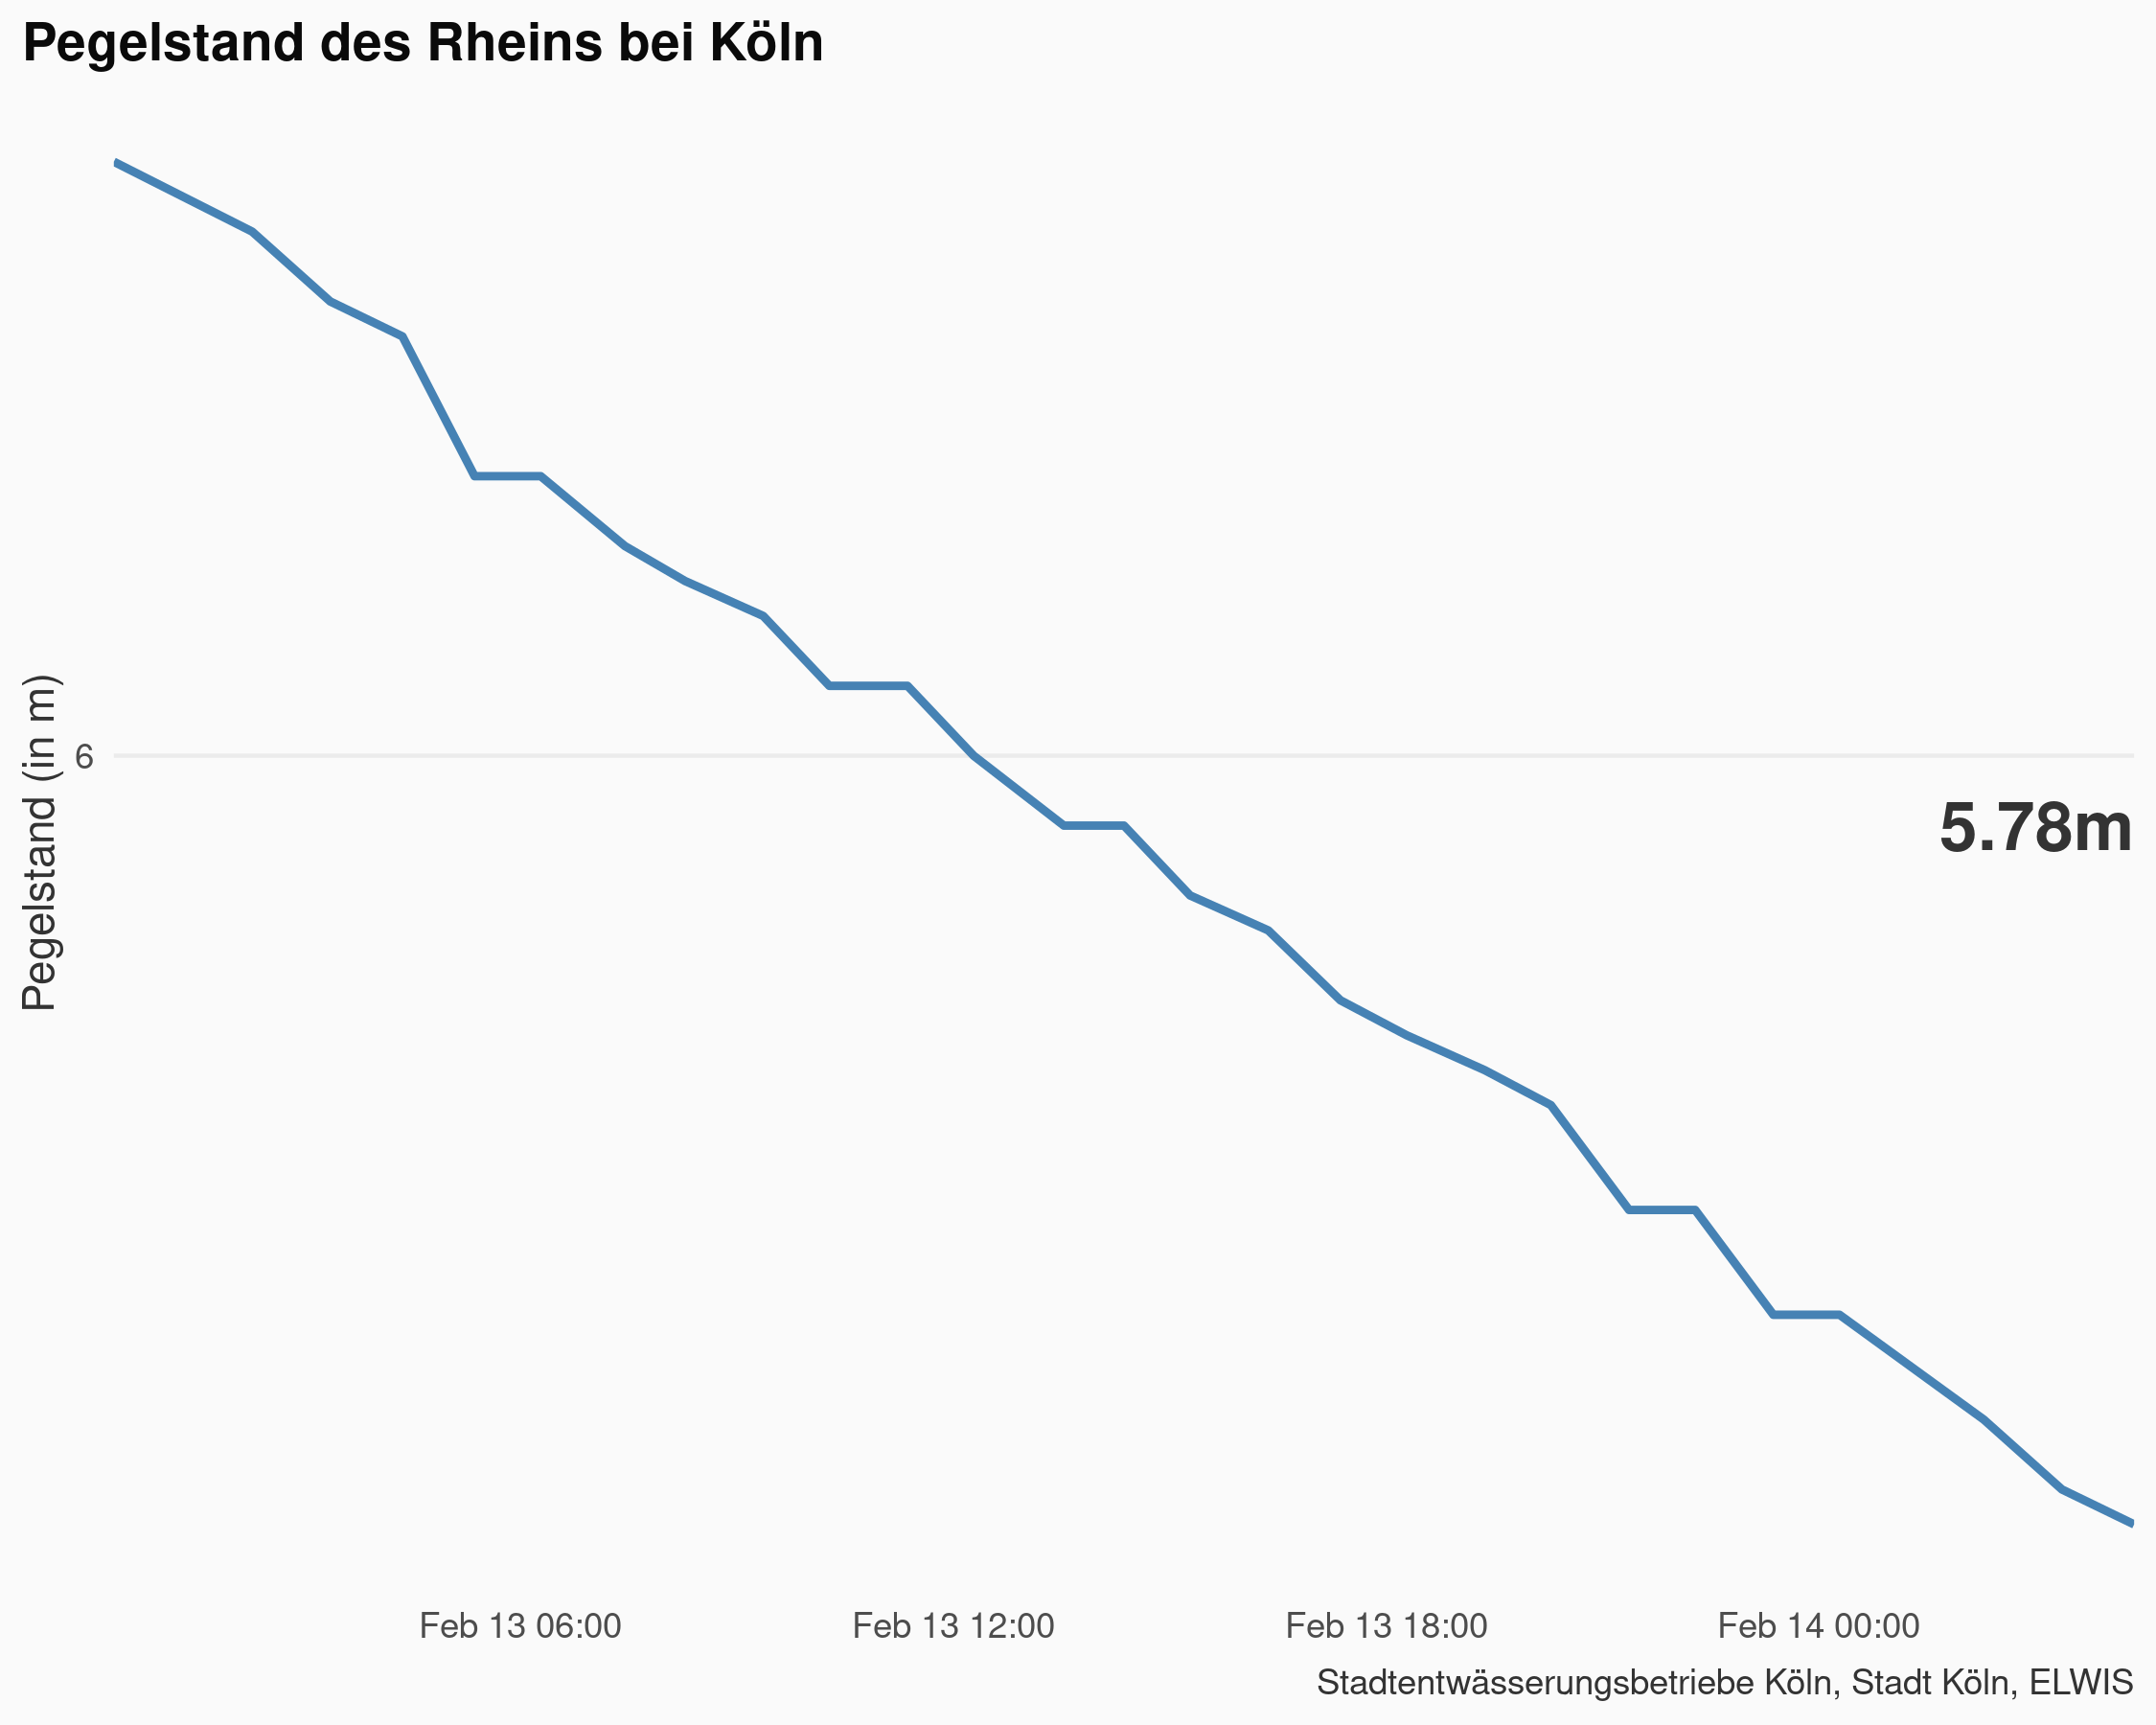 Pegelstand des Rheins bei Köln
Pegelstand (in m)
6
5.78m
Feb 13 06:00
Feb 13 12:00
Feb 13 18:00
Feb 14 00:00
Stadtentwässerungsbetriebe Köln, Stadt Köln, ELWIS